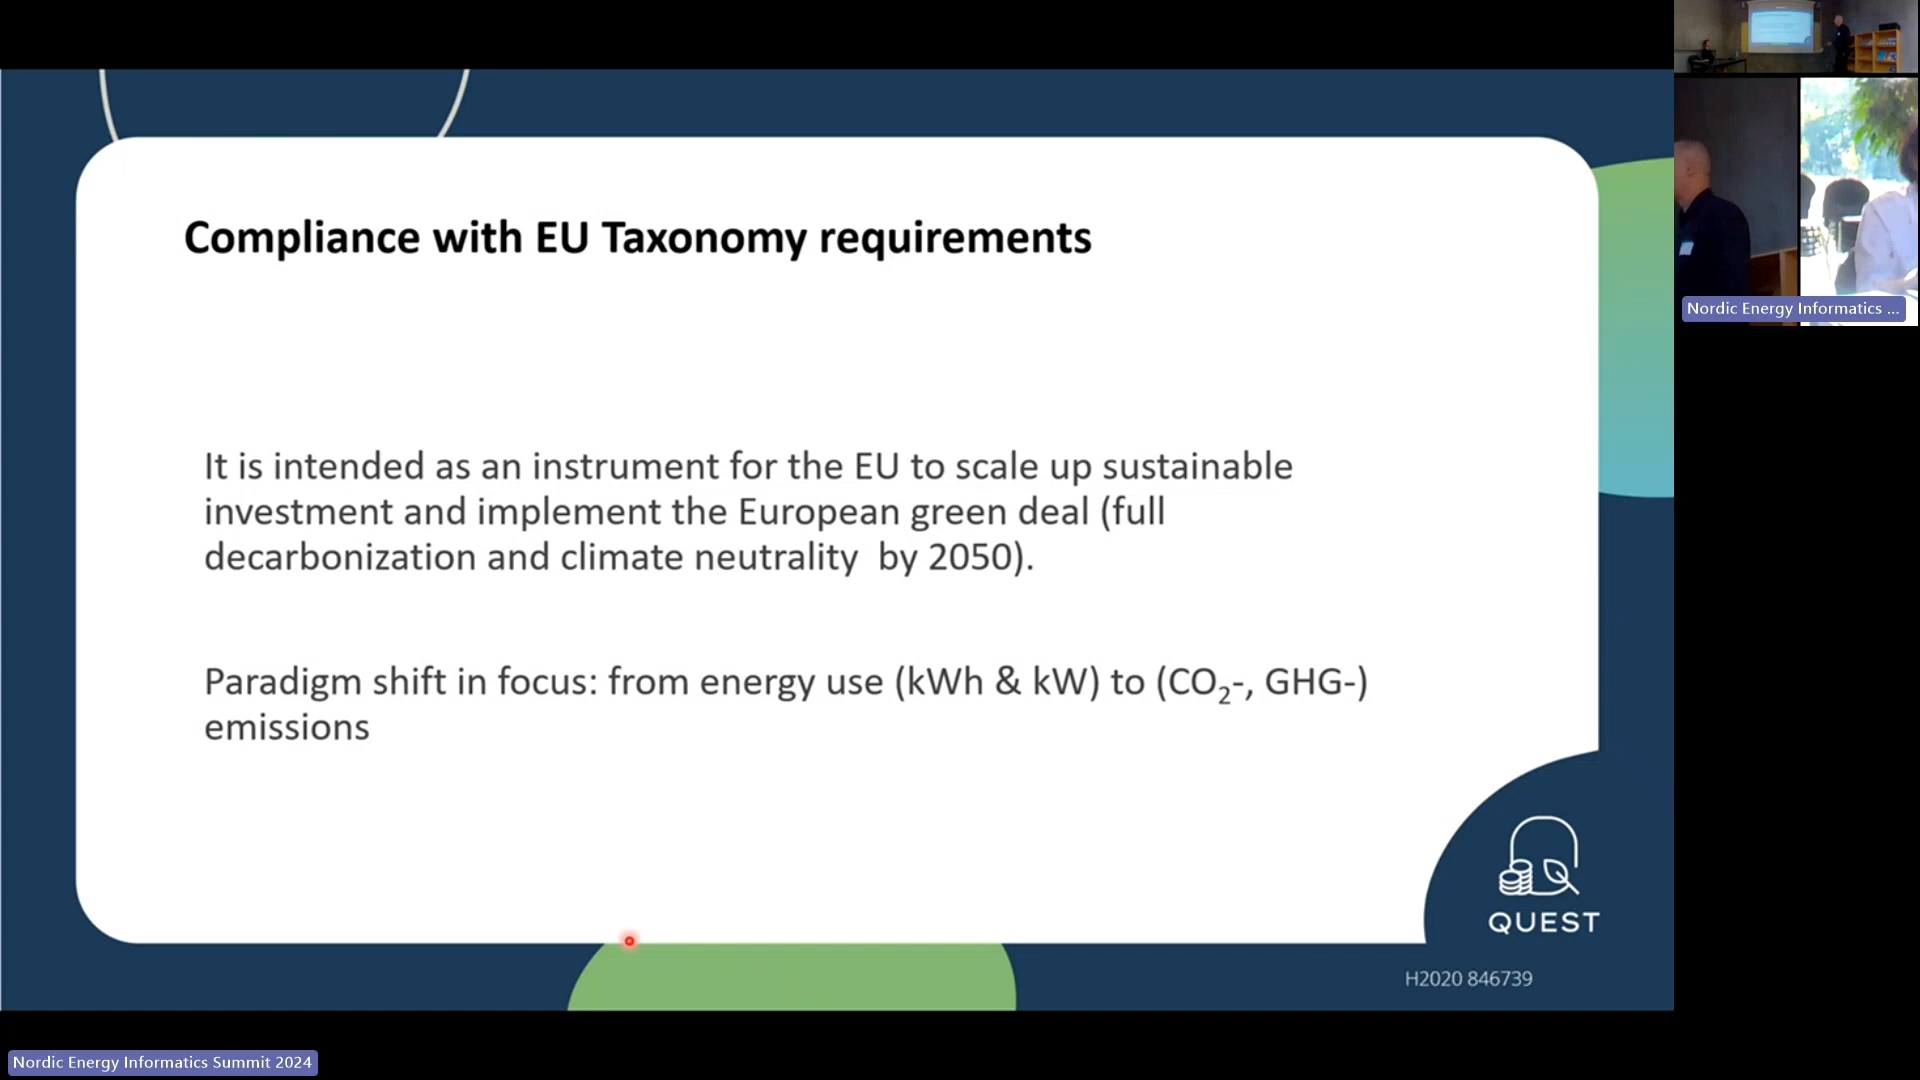 Compliance with EU Taxonomy requirements
It is intended as an instrument for the EU to scale up sustainable
investment and implement the European green deal (full
decarbonization and climate neutrality  by 2050).
Paradigm shift in focus: from energy use (kWh & kW) to (CO₂-, GHG-)
emissions
QUEST
H2020 846739
Nordic Energy Informatics ...
Nordic Energy Informatics Summit 2024